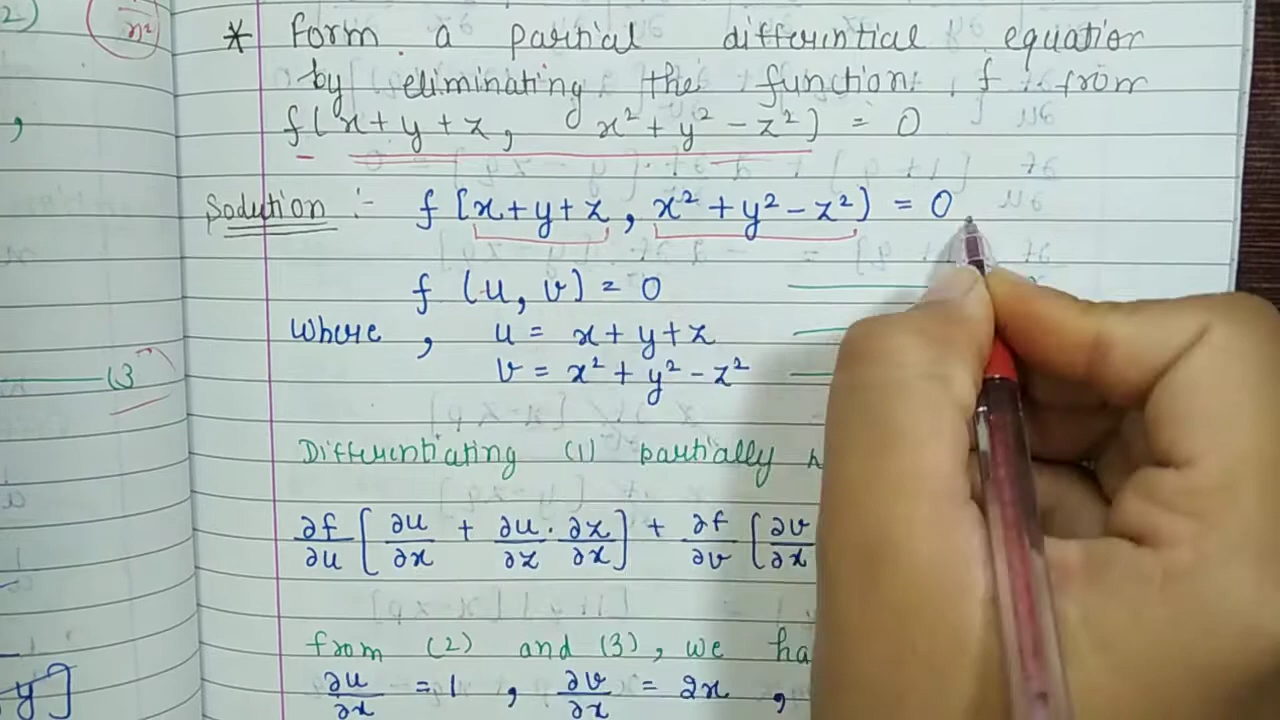 * Form a partial differential equation
by eliminating the function f from
f(x+y+z, x²+y²-z²) = 0
Solution :- f(x+y+z, x²+y²-z²) = 0
f (u, v) = 0
Where, u = x+y+z
v = x²+y²-z²
(3
Differentiating (1) partially
∂f/∂u [∂u/∂x + ∂u/∂z · ∂z/∂x] + ∂f/∂v [∂v/∂x
from (2) and (3), we ha
∂u/∂x = 1, ∂v/∂x = 2x,
y]